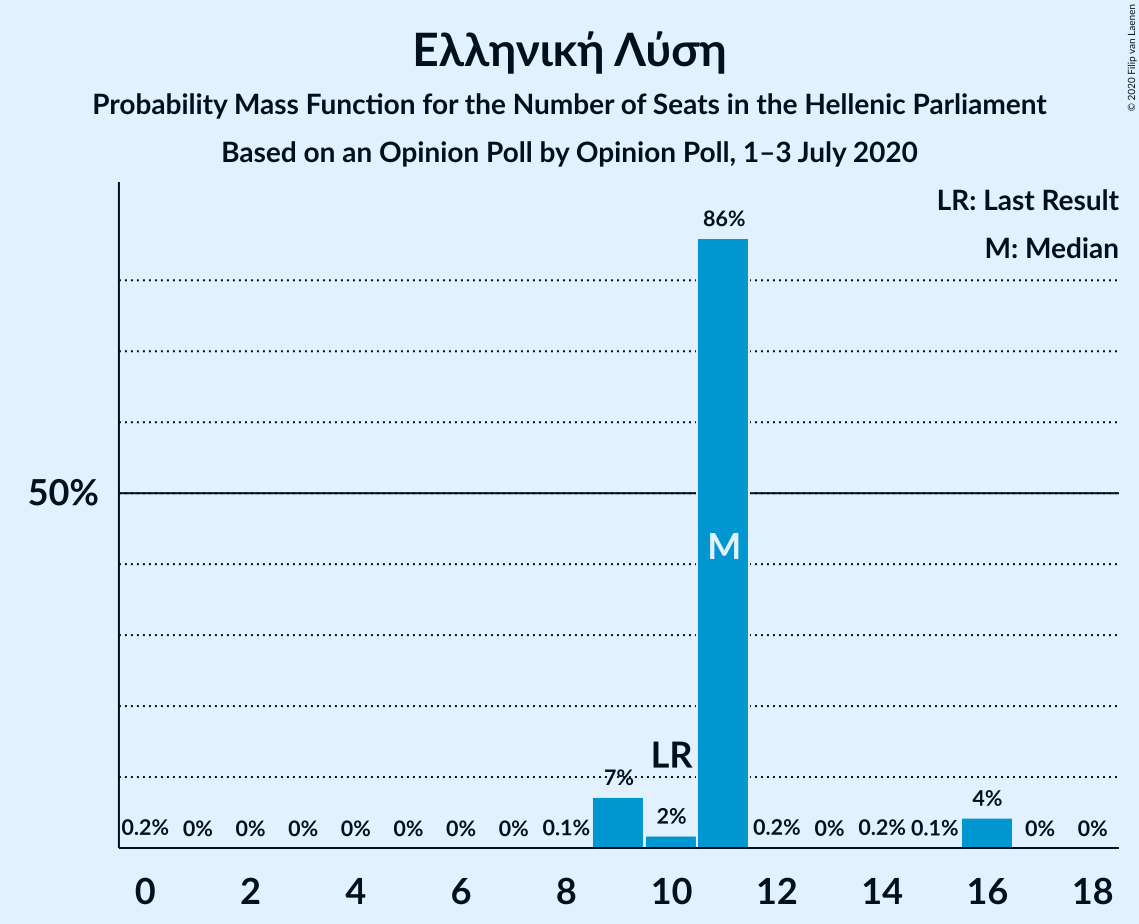 © 2020 Filip van Laenen
Ελληνική Λύση
Probability Mass Function for the Number of Seats in the Hellenic Parliament
Based on an Opinion Poll by Opinion Poll, 1–3 July 2020
LR: Last Result
M: Median
86%
50%
M
LR
7%
2%
4%
0.2% 0% 0% 0% 0% 0% 0% 0% 0.1% 0.2% 0% 0.2% 0.1% 0% 0%
0 2 4 6 8 10 12 14 16 18